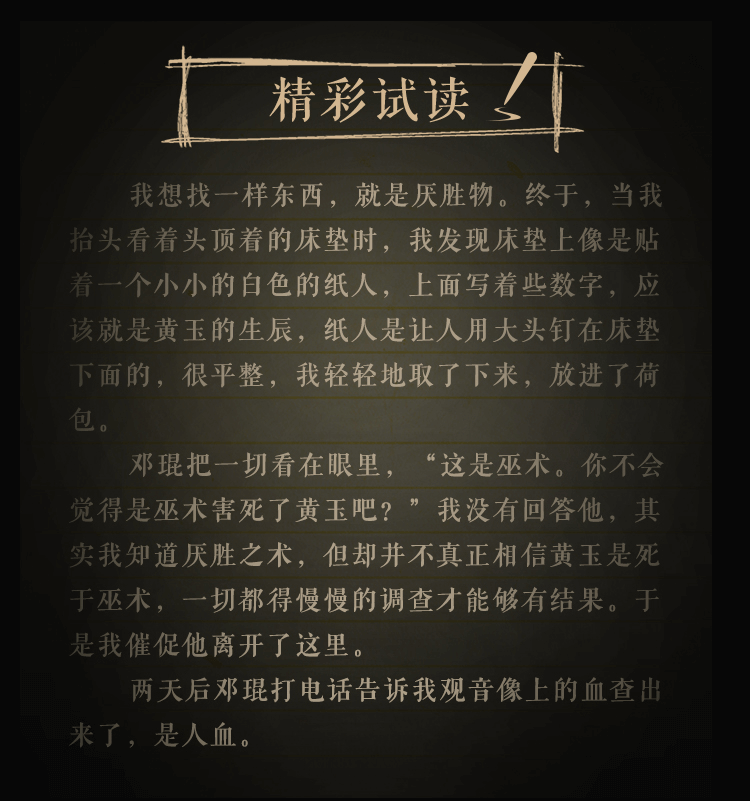 精彩试读
我想找一样东西，就是厌胜物。终于，当我
抬头看着头顶着的床垫时，我发现床垫上像是贴
着一个小小的白色的纸人，上面写着些数字，应
该就是黄玉的生辰，纸人是让人用大头钉在床垫
下面的，很平整，我轻轻地取了下来，放进了荷
包。
邓琨把一切看在眼里，“这是巫术。你不会
觉得是巫术害死了黄玉吧？”我没有回答他，其
实我知道厌胜之术，但却并不真正相信黄玉是死
于巫术，一切都得慢慢的调查才能够有结果。于
是我催促他离开了这里。
两天后邓琨打电话告诉我观音像上的血查出
来了，是人血。